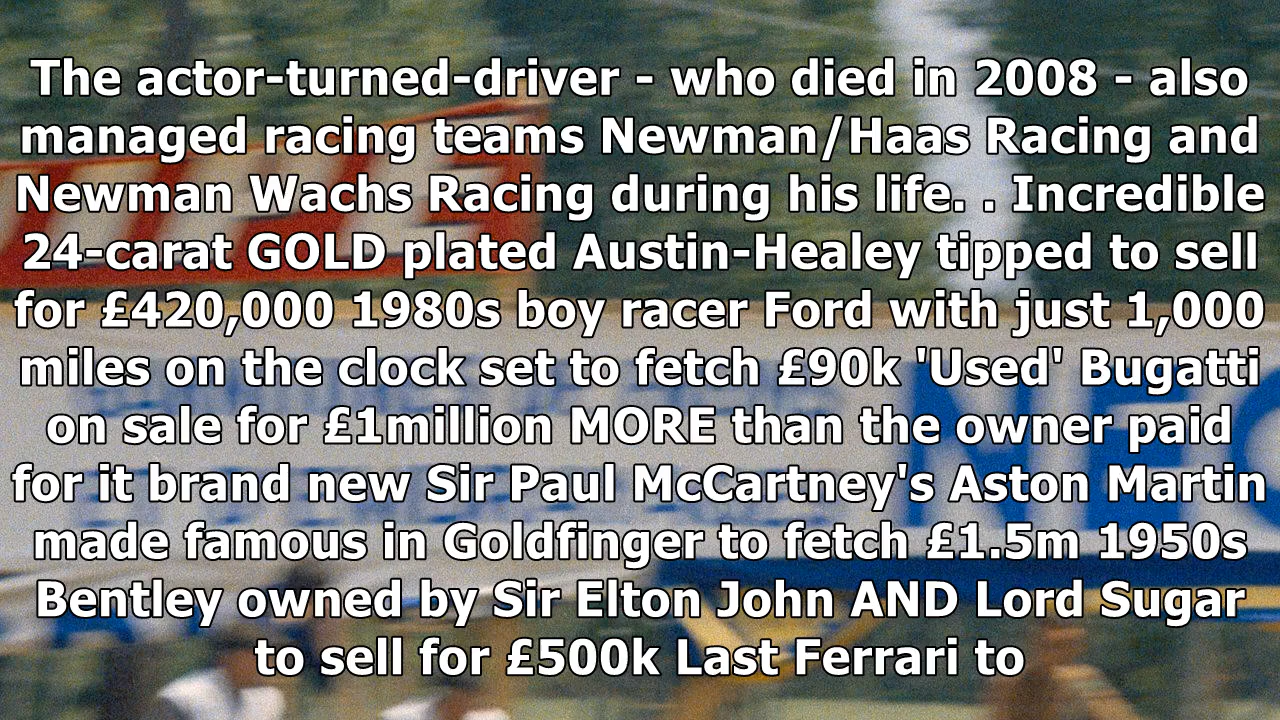 The actor-turned-driver - who died in 2008 - also
managed racing teams Newman/Haas Racing and
Newman Wachs Racing during his life. . Incredible
24-carat GOLD plated Austin-Healey tipped to sell
for £420,000 1980s boy racer Ford with just 1,000
miles on the clock set to fetch £90k 'Used' Bugatti
on sale for £1million MORE than the owner paid
for it brand new Sir Paul McCartney's Aston Martin
made famous in Goldfinger to fetch £1.5m 1950s
Bentley owned by Sir Elton John AND Lord Sugar
to sell for £500k Last Ferrari to